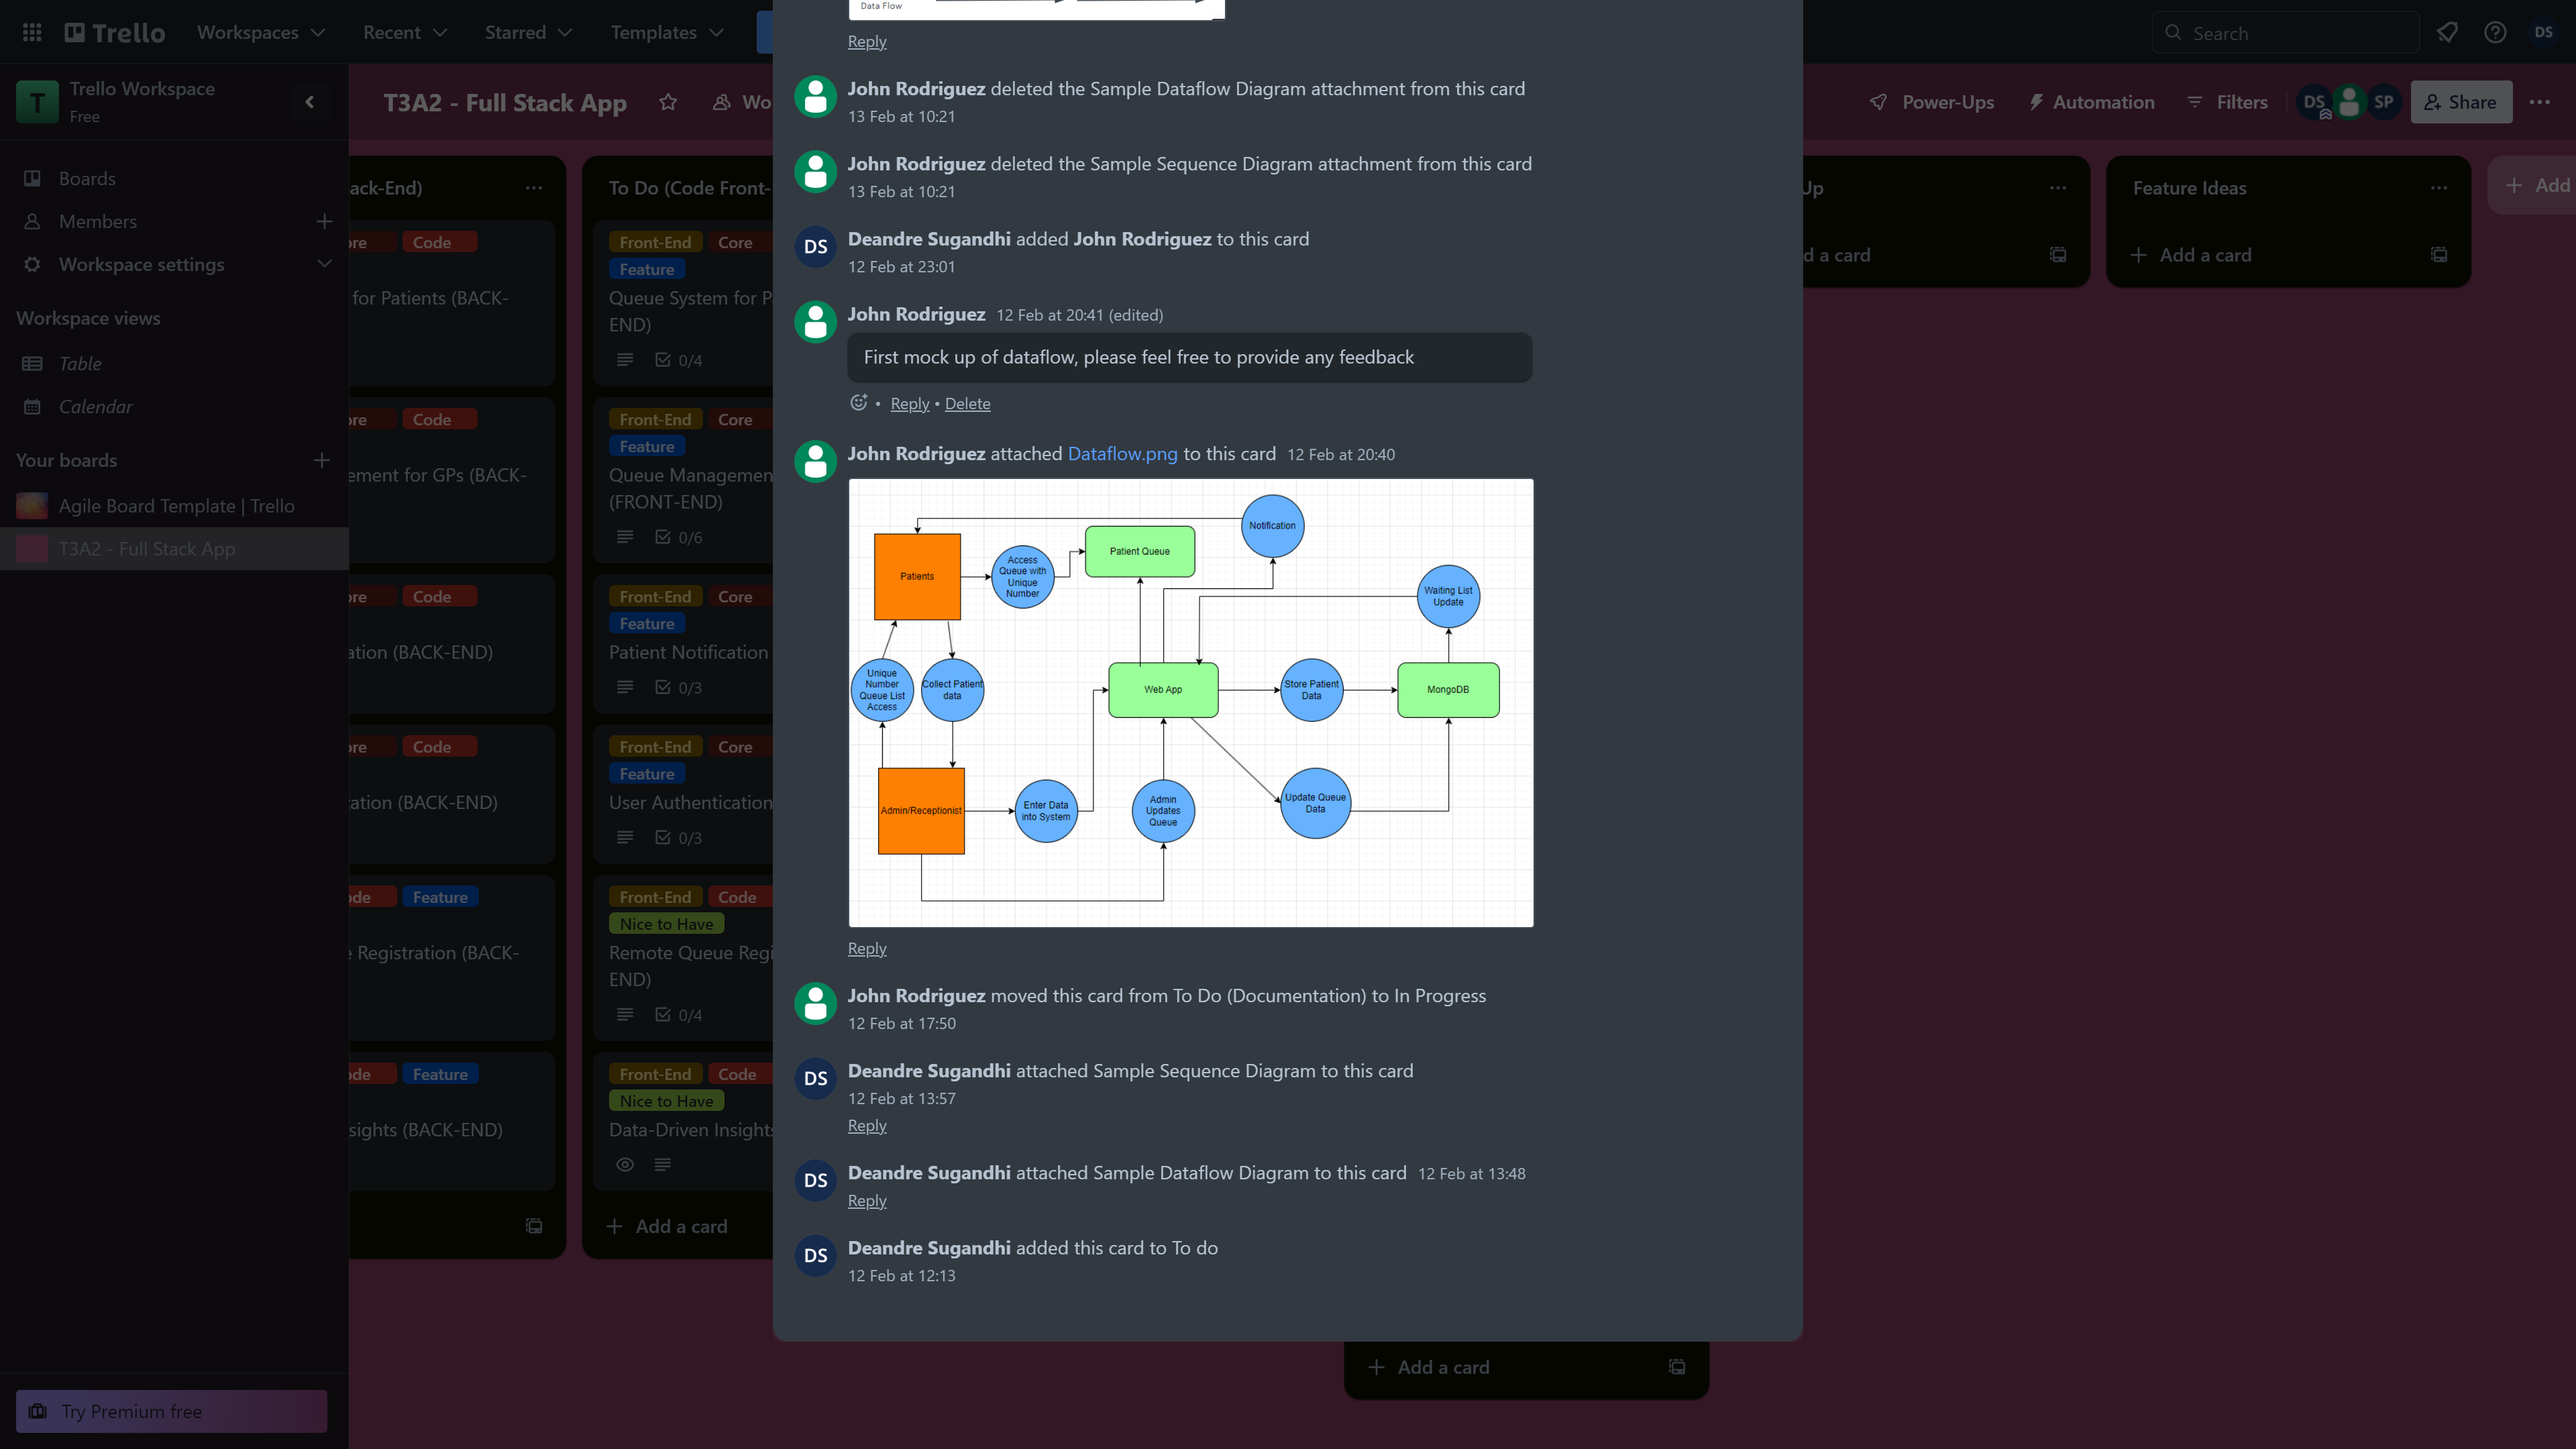 Trello
Workspaces
Recent
Starred
Templates
Search
DS
T
Trello Workspace
Free
Boards
Members
Workspace settings
Workspace views
Table
Calendar
Your boards
Agile Board Template | Trello
T3A2 - Full Stack App
Try Premium free
T3A2 - Full Stack App
Wo
Power-Ups
Automation
Filters
DS
SP
Share
ack-End)
re
Code
for Patients (BACK-
re
Code
ement for GPs (BACK-
re
Code
ation (BACK-END)
re
Code
ation (BACK-END)
de
Feature
e Registration (BACK-
de
Feature
sights (BACK-END)
To Do (Code Front-
Front-End
Core
Feature
Queue System for P
END)
0/4
Front-End
Core
Feature
Queue Managemen
(FRONT-END)
0/6
Front-End
Core
Feature
Patient Notification
0/3
Front-End
Core
Feature
User Authentication
0/3
Front-End
Code
Nice to Have
Remote Queue Regi
END)
0/4
Front-End
Code
Nice to Have
Data-Driven Insights
Add a card
Data Flow
Reply
John Rodriguez deleted the Sample Dataflow Diagram attachment from this card
13 Feb at 10:21
John Rodriguez deleted the Sample Sequence Diagram attachment from this card
13 Feb at 10:21
DS
Deandre Sugandhi added John Rodriguez to this card
12 Feb at 23:01
John Rodriguez 12 Feb at 20:41 (edited)
First mock up of dataflow, please feel free to provide any feedback
• Reply • Delete
John Rodriguez attached Dataflow.png to this card 12 Feb at 20:40
Notification
Patient Queue
Access
Queue with
Unique
Number
Patients
Waiting List
Update
Unique
Number
Queue List
Access
Collect Patient
data
Web App
Store Patient
Data
MongoDB
Admin/Receptionist
Enter Data
into System
Admin
Updates
Queue
Update Queue
Data
Reply
John Rodriguez moved this card from To Do (Documentation) to In Progress
12 Feb at 17:50
DS
Deandre Sugandhi attached Sample Sequence Diagram to this card
12 Feb at 13:57
Reply
DS
Deandre Sugandhi attached Sample Dataflow Diagram to this card 12 Feb at 13:48
Reply
DS
Deandre Sugandhi added this card to To do
12 Feb at 12:13
Add a card
Up
d a card
Feature Ideas
Add a card
Add